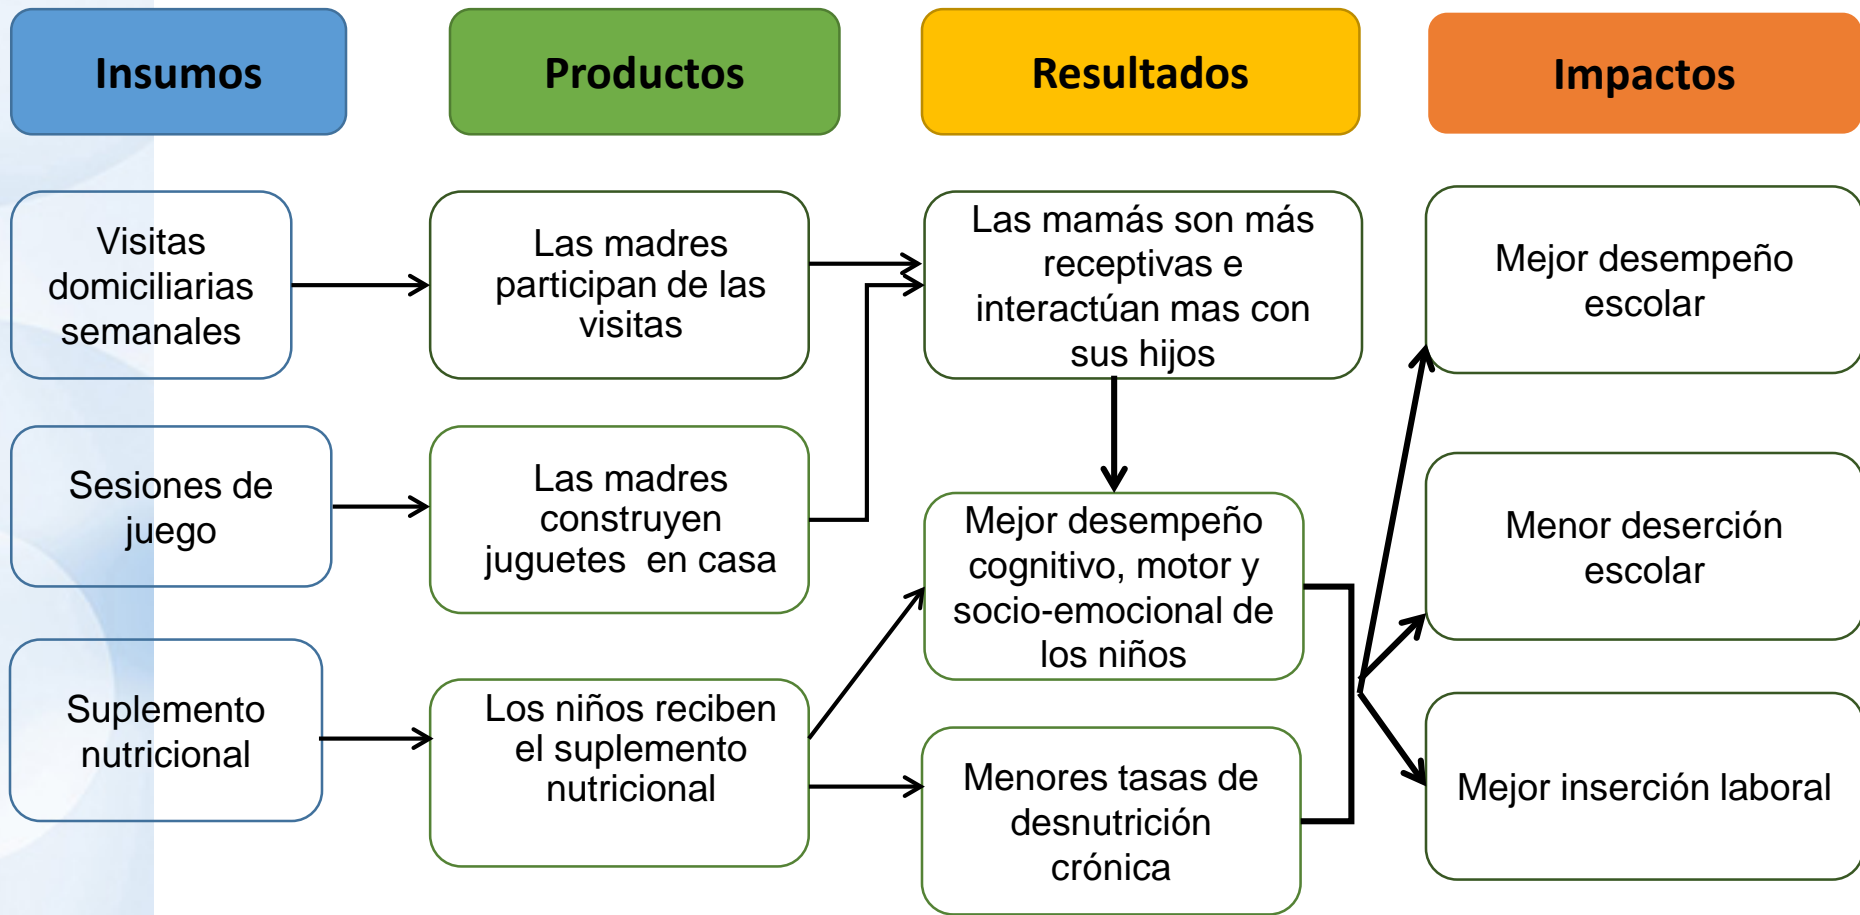 Insumos
Productos
Resultados
Impactos
Visitas
domiciliarias
semanales
Las madres
participan de las
visitas
Las mamás son más
receptivas e
interactúan mas con
sus hijos
Mejor desempeño
escolar
Sesiones de
juego
Las madres
construyen
juguetes en casa
Mejor desempeño
cognitivo, motor y
socio-emocional de
los niños
Menor deserción
escolar
Suplemento
nutricional
Los niños reciben
el suplemento
nutricional
Menores tasas de
desnutrición
crónica
Mejor inserción laboral